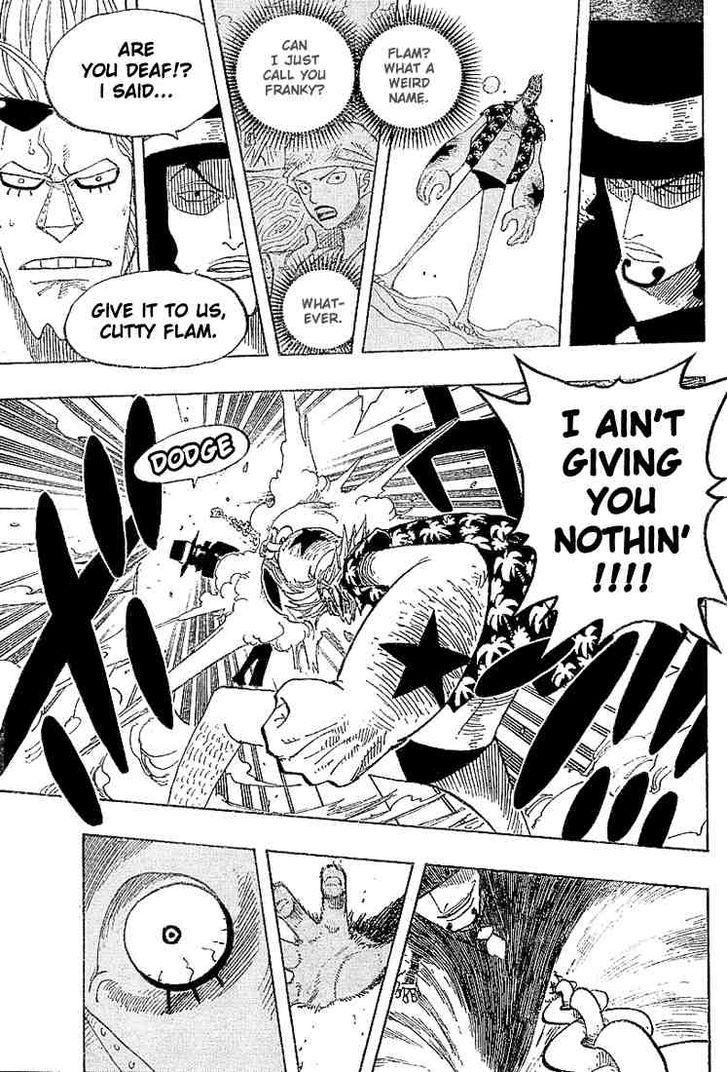 FLAM?
WHAT A
WEIRD
NAME.
CAN
I JUST
CALL YOU
FRANKY?
WHAT-
EVER.
ARE
YOU DEAF!?
I SAID...
GIVE IT TO US,
CUTTY FLAM.
I AIN'T
GIVING
YOU
NOTHIN'
!!!!
DODGE